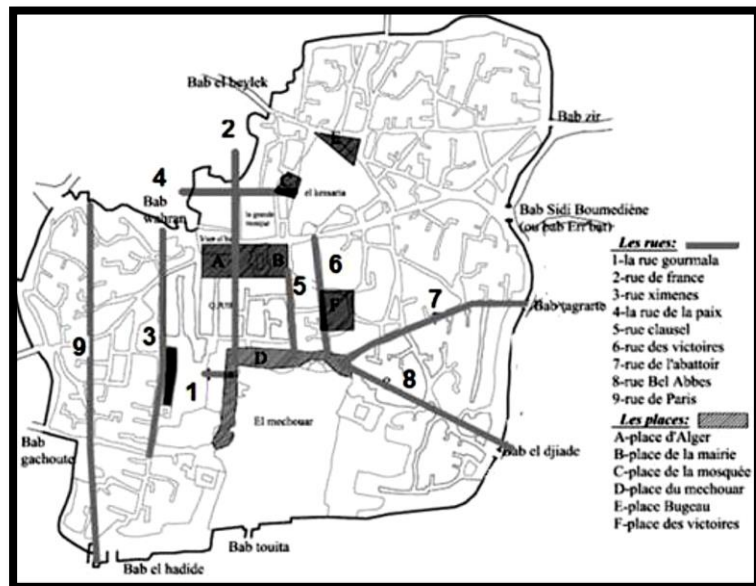 Bab el beylek
Bab zir
2
E
4
C
el kessaria
Bab
wahran
la grande
Bab Sidi Boumediène
(ou bab Err'but)
6
A
B
5
F
7
Bab tagrarte
3
9
D
1
8
El mechouar
Bab
gachoute
Bab el djiade
Bab touita
Bab el hadide
Les rues:
1-la rue gourmala
2-rue de france
3-rue ximenes
4-la rue de la paix
5-rue clausel
6-rue des victoires
7-rue de l'abattoir
8-rue Bel Abbes
9-rue de Paris
Les places:
A-place d'Alger
B-place de la mairie
C-place de la mosquée
D-place du mechouar
E-place Bugeau
F-place des victoires